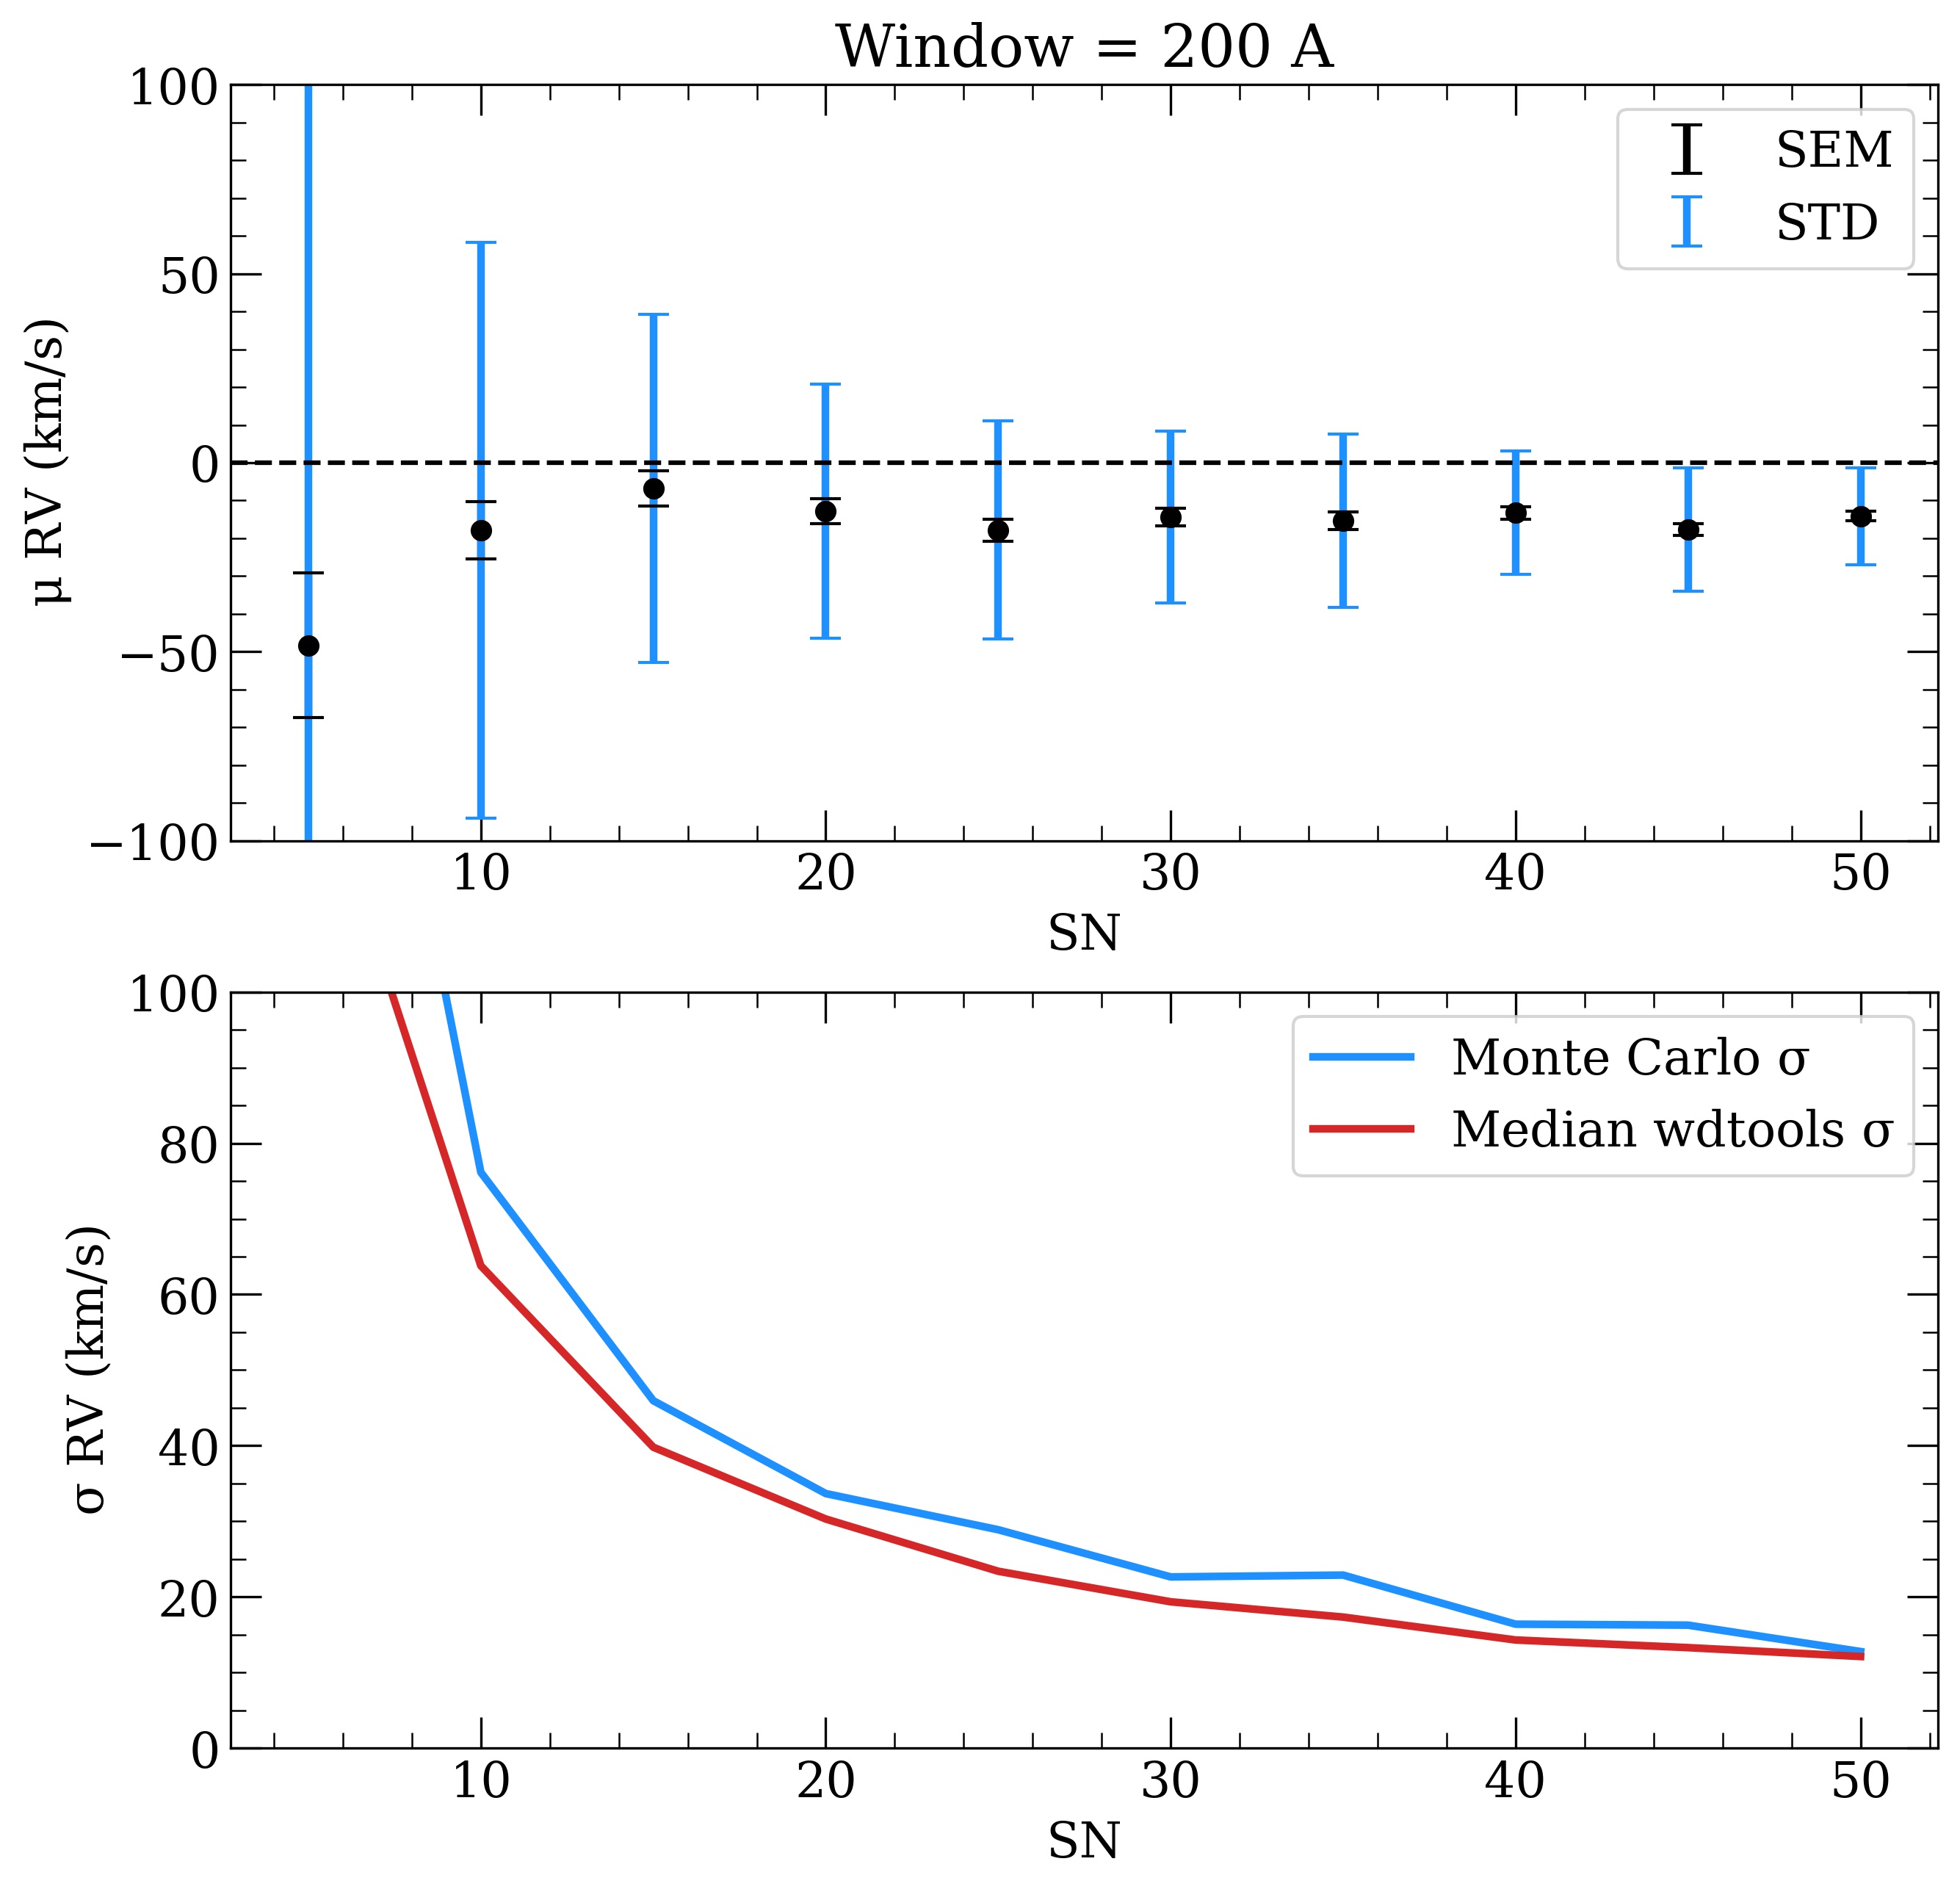 Window = 200 A
100
50
0
−50
−100
μ RV (km/s)
SEM
STD
10 20 30 40 50
SN
100
80
60
40
20
0
σ RV (km/s)
Monte Carlo σ
Median wdtools σ
10 20 30 40 50
SN